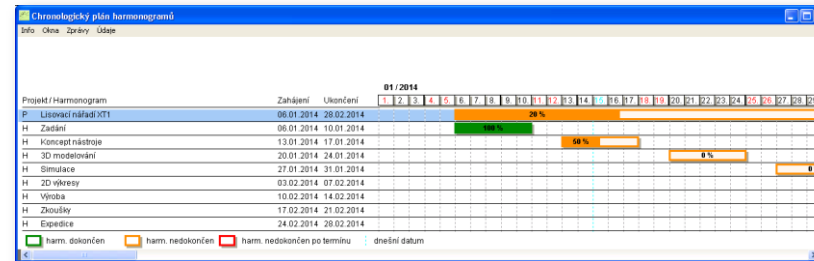 Chronologický plán harmonogramů
Info Okna Zprávy Údaje
01 / 2014
Projekt / Harmonogram Zahájení Ukončení 1. 2. 3. 4. 5. 6. 7. 8. 9. 10. 11. 12. 13. 14. 15. 16. 17. 18. 19. 20. 21. 22. 23. 24. 25. 26. 27. 28. 29
P Lisovací nářadí XT1 06.01.2014 28.02.2014 20 %
H Zadání 06.01.2014 10.01.2014 100 %
H Koncept nástroje 13.01.2014 17.01.2014 50 %
H 3D modelování 20.01.2014 24.01.2014 0 %
H Simulace 27.01.2014 31.01.2014 0
H 2D výkresy 03.02.2014 07.02.2014
H Výroba 10.02.2014 14.02.2014
H Zkoušky 17.02.2014 21.02.2014
H Expedice 24.02.2014 28.02.2014
harm. dokončen harm. nedokončen harm. nedokončen po termínu dnešní datum